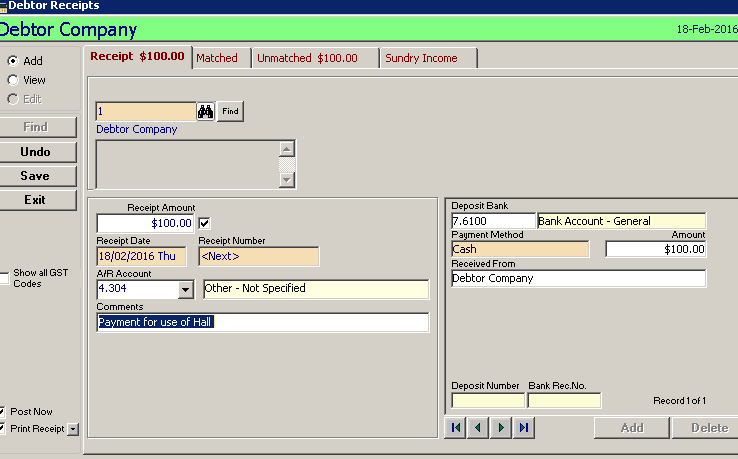 Debtor Receipts
Debtor Company
18-Feb-2016
Receipt $100.00
Matched
Unmatched $100.00
Sundry Income
Add
View
Edit
Find
Undo
Save
Exit
Show all GST
Codes
Post Now
Print Receipt
1
Find
Debtor Company
Receipt Amount
$100.00
Receipt Date
Receipt Number
18/02/2016 Thu
<Next>
A/R Account
4.304
Other - Not Specified
Comments
Payment for use of Hall
Deposit Bank
7.6100
Bank Account - General
Payment Method
Amount
Cash
$100.00
Received From
Debtor Company
Deposit Number
Bank Rec.No.
Record 1 of 1
Add
Delete